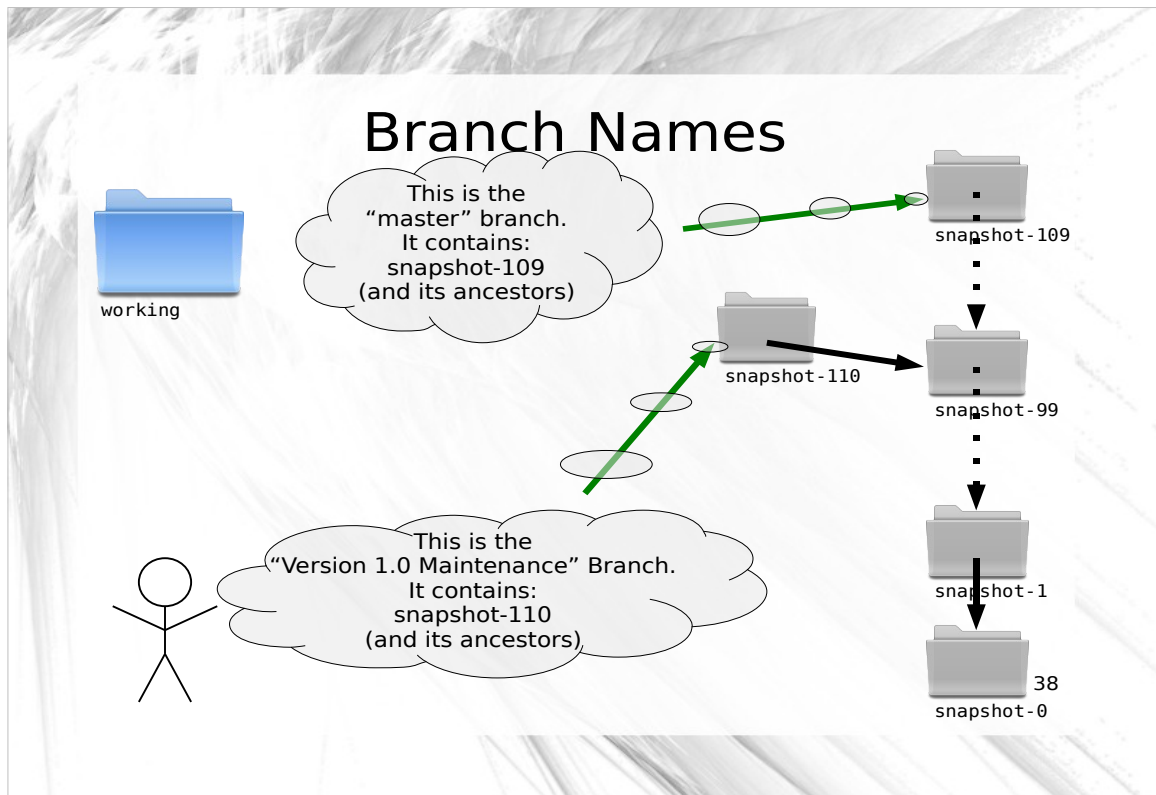 Branch Names
This is the
“master” branch.
It contains:
snapshot-109
(and its ancestors)
snapshot-109
working
snapshot-110
snapshot-99
This is the
“Version 1.0 Maintenance” Branch.
It contains:
snapshot-110
(and its ancestors)
snapshot-1
38
snapshot-0